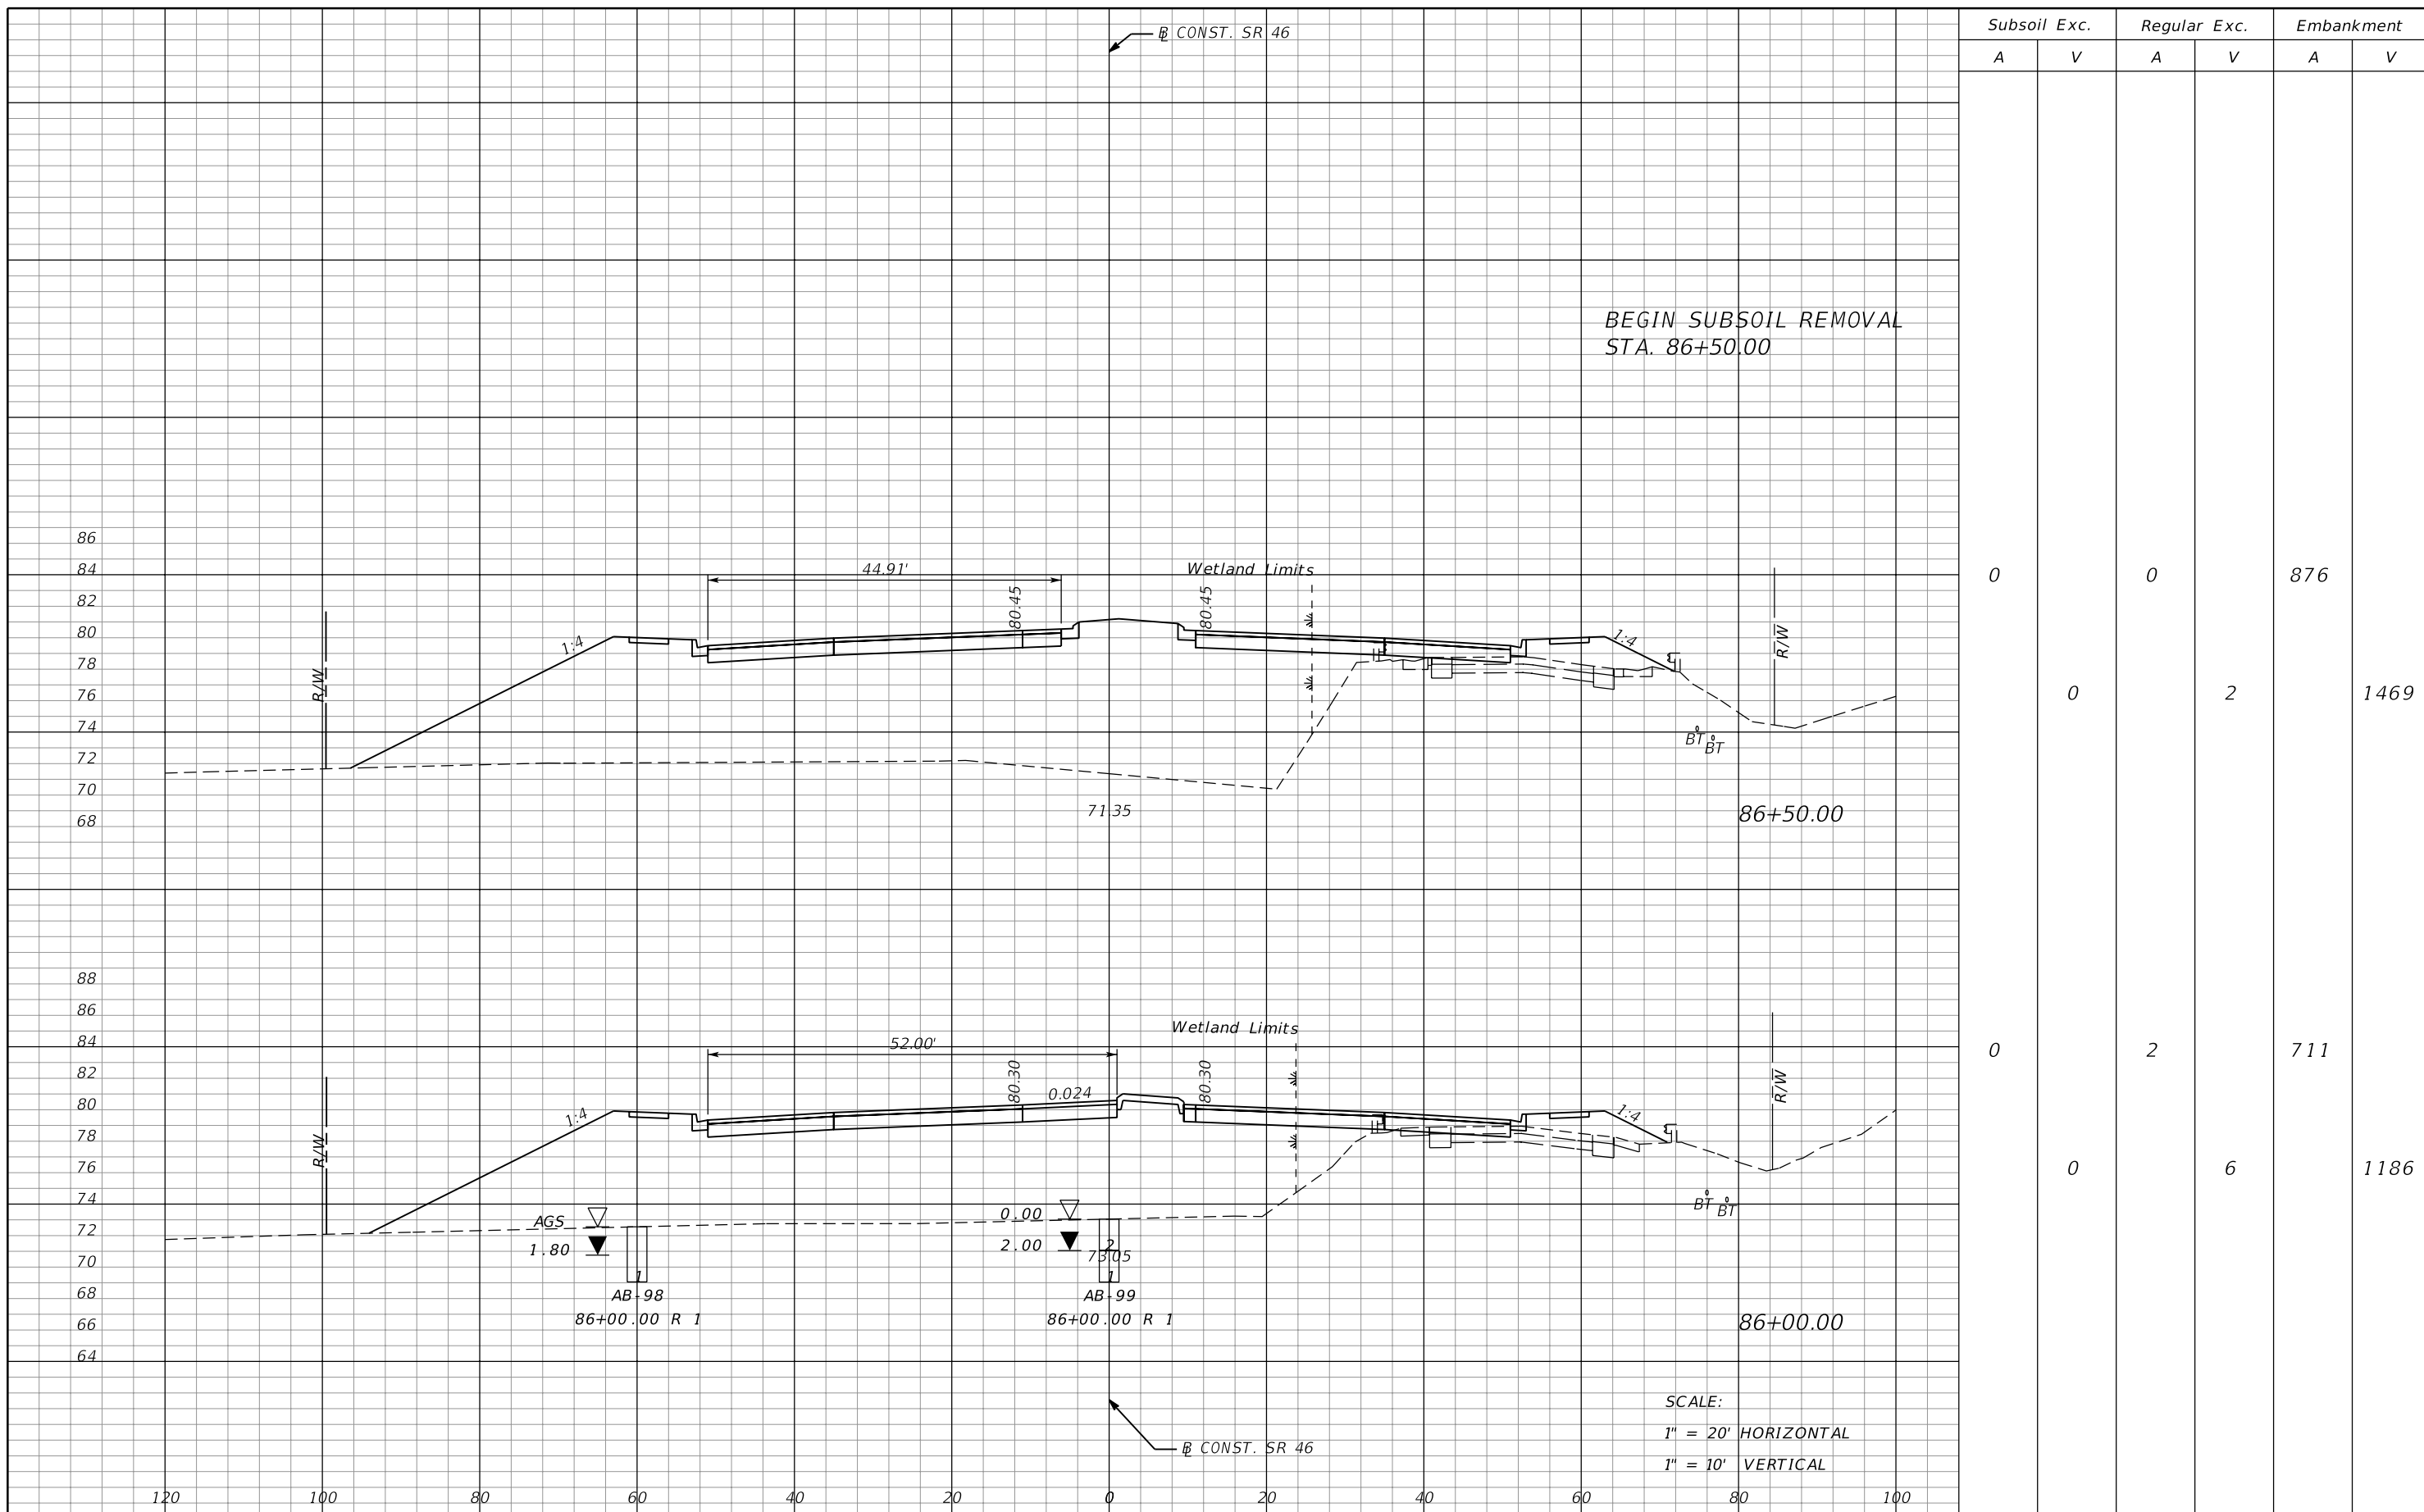 ℄ CONST. SR 46
Subsoil Exc.
Regular Exc.
Embankment
A
V
A
V
A
V
BEGIN SUBSOIL REMOVAL
STA. 86+50.00
86
84
82
80
78
76
74
72
70
68
R/W
1:4
44.91'
80.45
80.45
Wetland Limits
1:4
R/W
BT
BT
71.35
86+50.00
0
0
876
0
2
1469
88
86
84
82
80
78
76
74
72
70
68
66
64
R/W
1:4
52.00'
80.30
0.024
80.30
Wetland Limits
1:4
R/W
BT
BT
AGS
1.80
1
AB-98
86+00.00 R 1
0.00
2.00
2
73.05
1
AB-99
86+00.00 R 1
86+00.00
0
2
711
0
6
1186
℄ CONST. SR 46
SCALE:
1" = 20' HORIZONTAL
1" = 10' VERTICAL
120
100
80
60
40
20
0
20
40
60
80
100